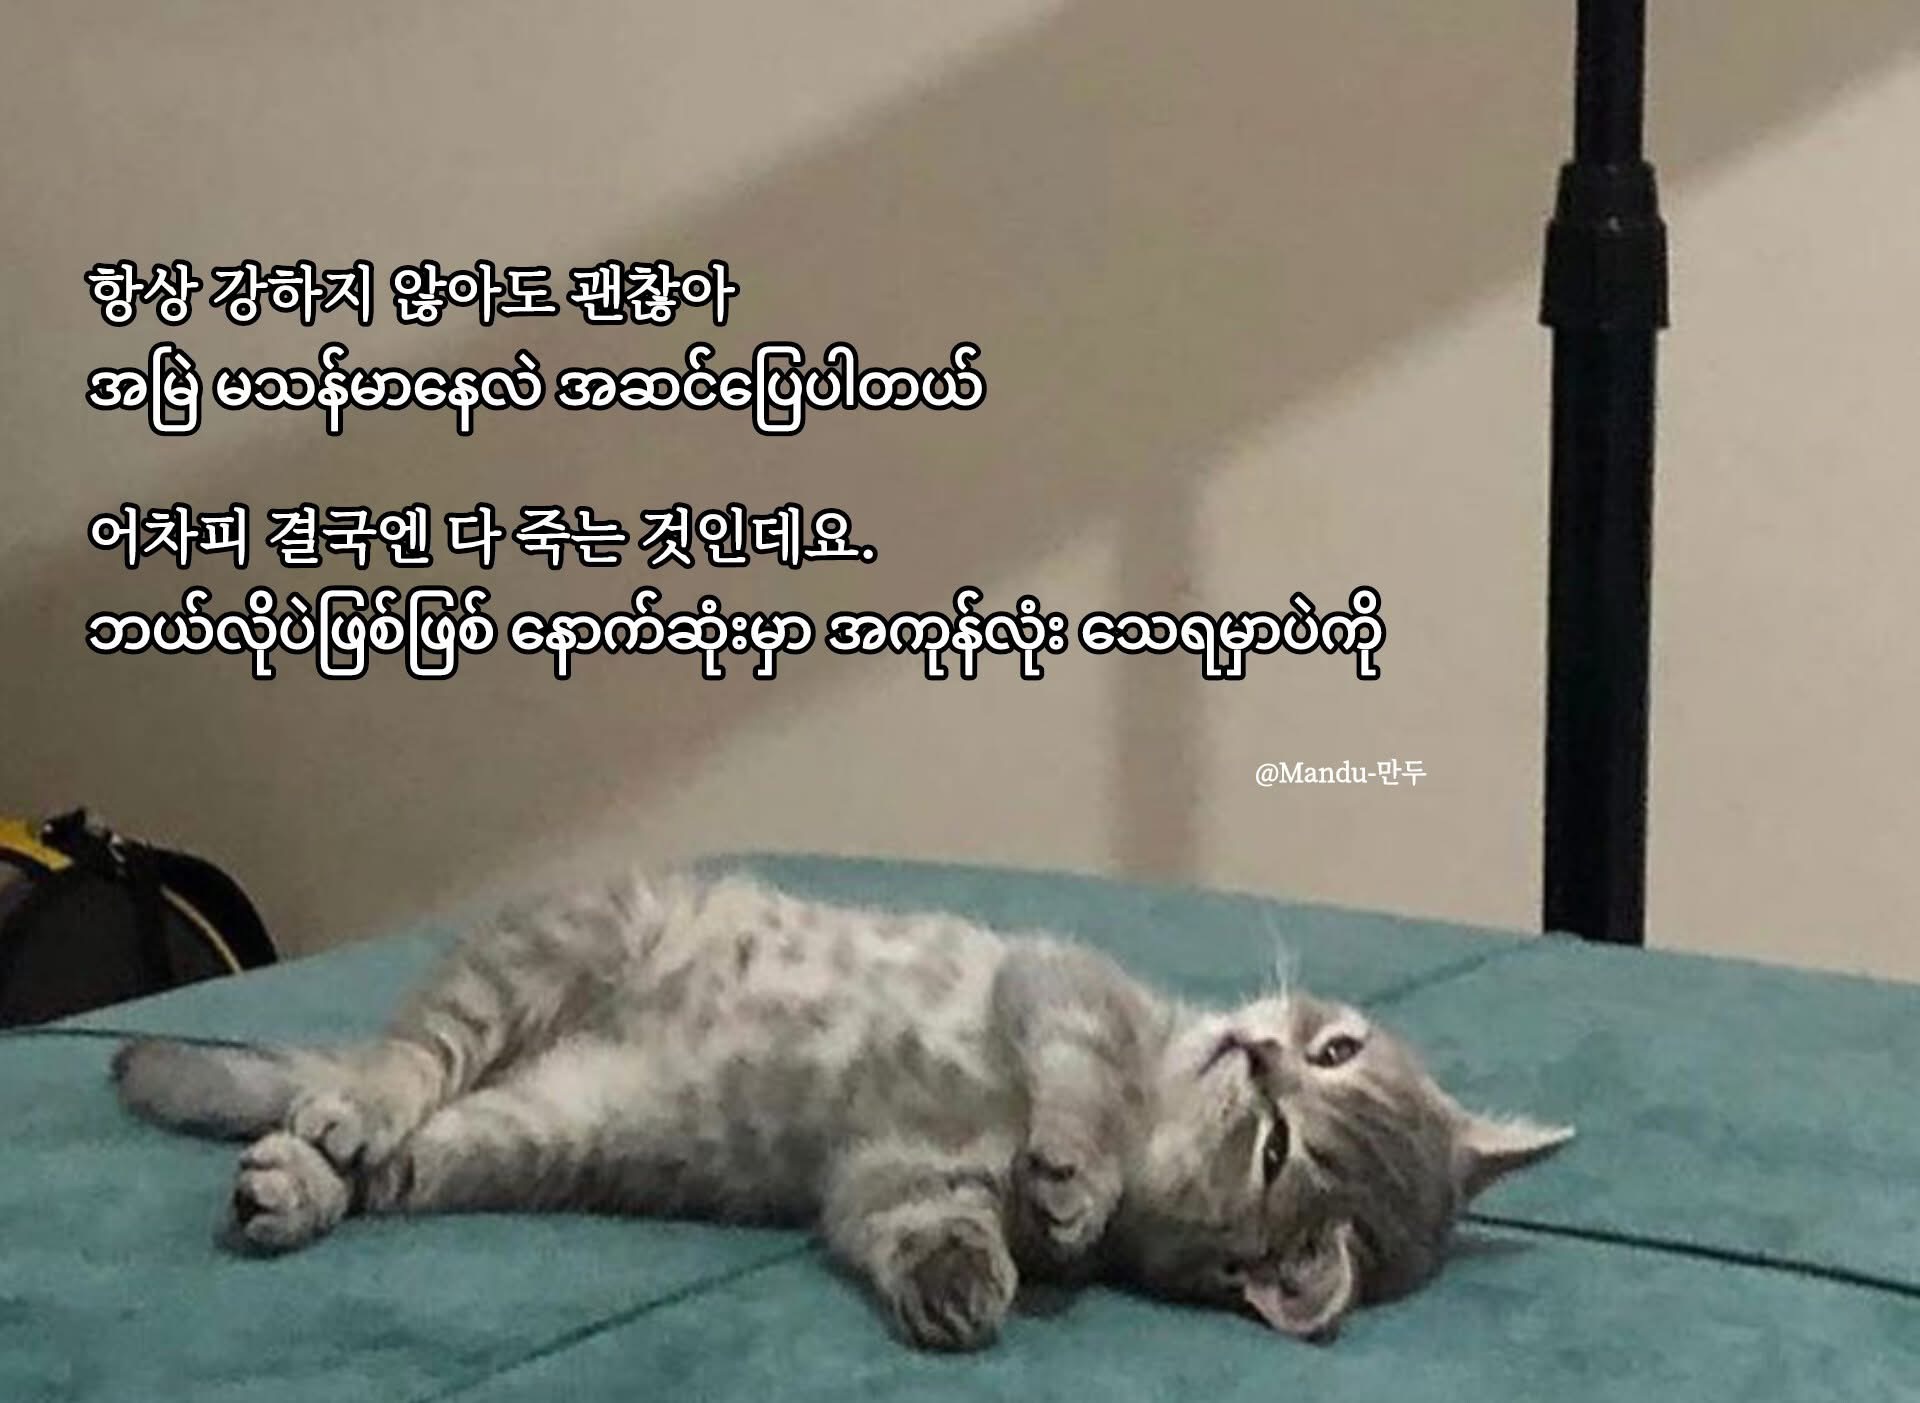 항상 강하지 않아도 괜찮아
အမြဲ မသန်မာနေလဲ အဆင်ပြေပါတယ်
어차피 결국엔 다 죽는 것인데요.
ဘယ်လိုပဲဖြစ်ဖြစ် နောက်ဆုံးမှာ အကုန်လုံး သေရမှာပဲကို
@Mandu-만두